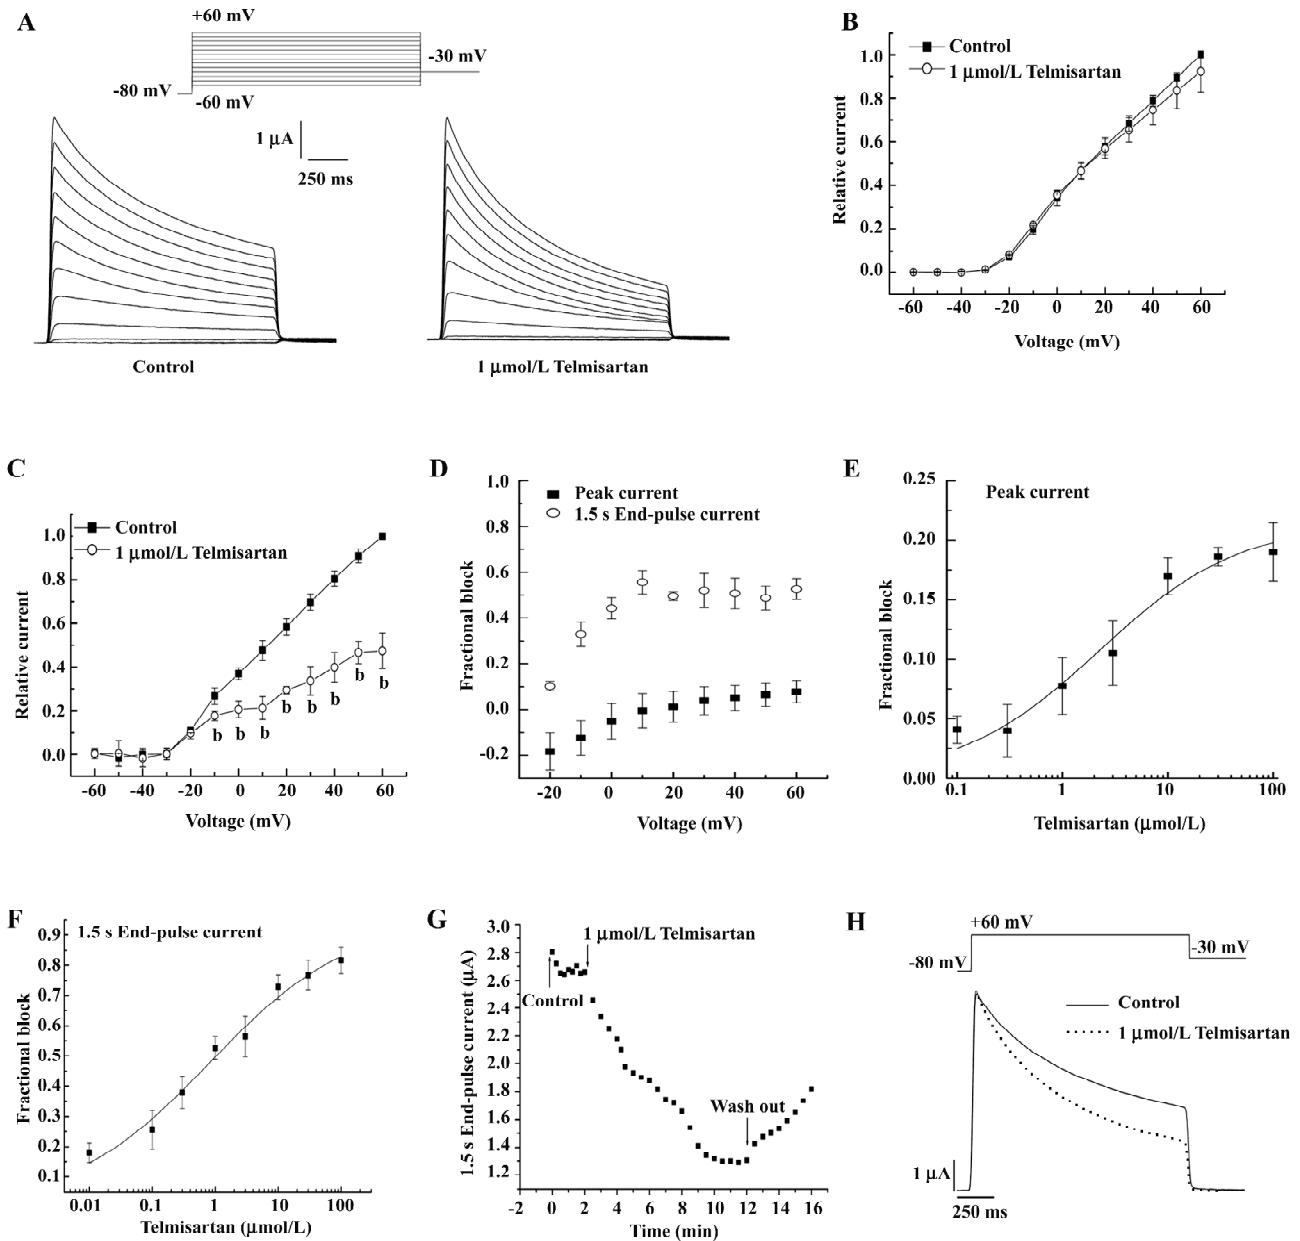 A
+60 mV
-30 mV
-80 mV
-60 mV
1 μA
250 ms
Control
1 μmol/L Telmisartan
B
Control
1 μmol/L Telmisartan
Relative current
1.0
0.8
0.6
0.4
0.2
0.0
-60 -40 -20 0 20 40 60
Voltage (mV)
C
Control
1 μmol/L Telmisartan
Relative current
1.0
0.8
0.6
0.4
0.2
0.0
b b b b b b b b
-60 -40 -20 0 20 40 60
Voltage (mV)
D
Peak current
1.5 s End-pulse current
Fractional block
1.0
0.8
0.6
0.4
0.2
0.0
-0.2
-20 0 20 40 60
Voltage (mV)
E
Peak current
Fractional block
0.25
0.20
0.15
0.10
0.05
0.00
0.1 1 10 100
Telmisartan (μmol/L)
F
1.5 s End-pulse current
Fractional block
0.9
0.8
0.7
0.6
0.5
0.4
0.3
0.2
0.1
0.01 0.1 1 10 100
Telmisartan (μmol/L)
G
1 μmol/L Telmisartan
Control
Wash out
1.5 s End-pulse current (μA)
3.0
2.8
2.6
2.4
2.2
2.0
1.8
1.6
1.4
1.2
-2 0 2 4 6 8 10 12 14 16
Time (min)
H
+60 mV
-80 mV
-30 mV
Control
1 μmol/L Telmisartan
1 μA
250 ms